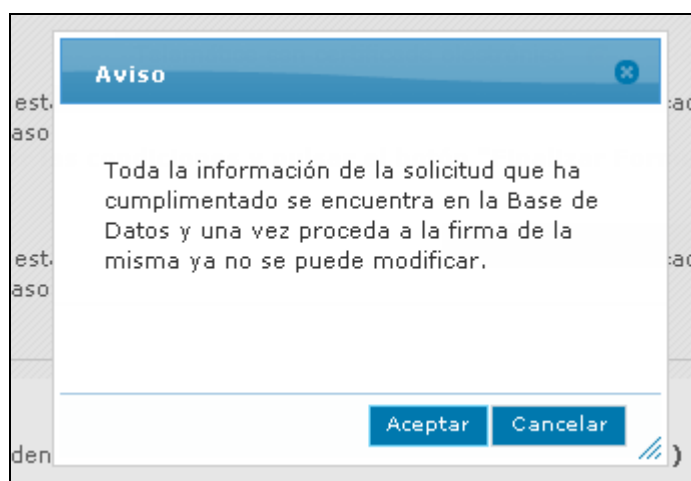 Aviso
Toda la información de la solicitud que ha
cumplimentado se encuentra en la Base de
Datos y una vez proceda a la firma de la
misma ya no se puede modificar.
Aceptar Cancelar